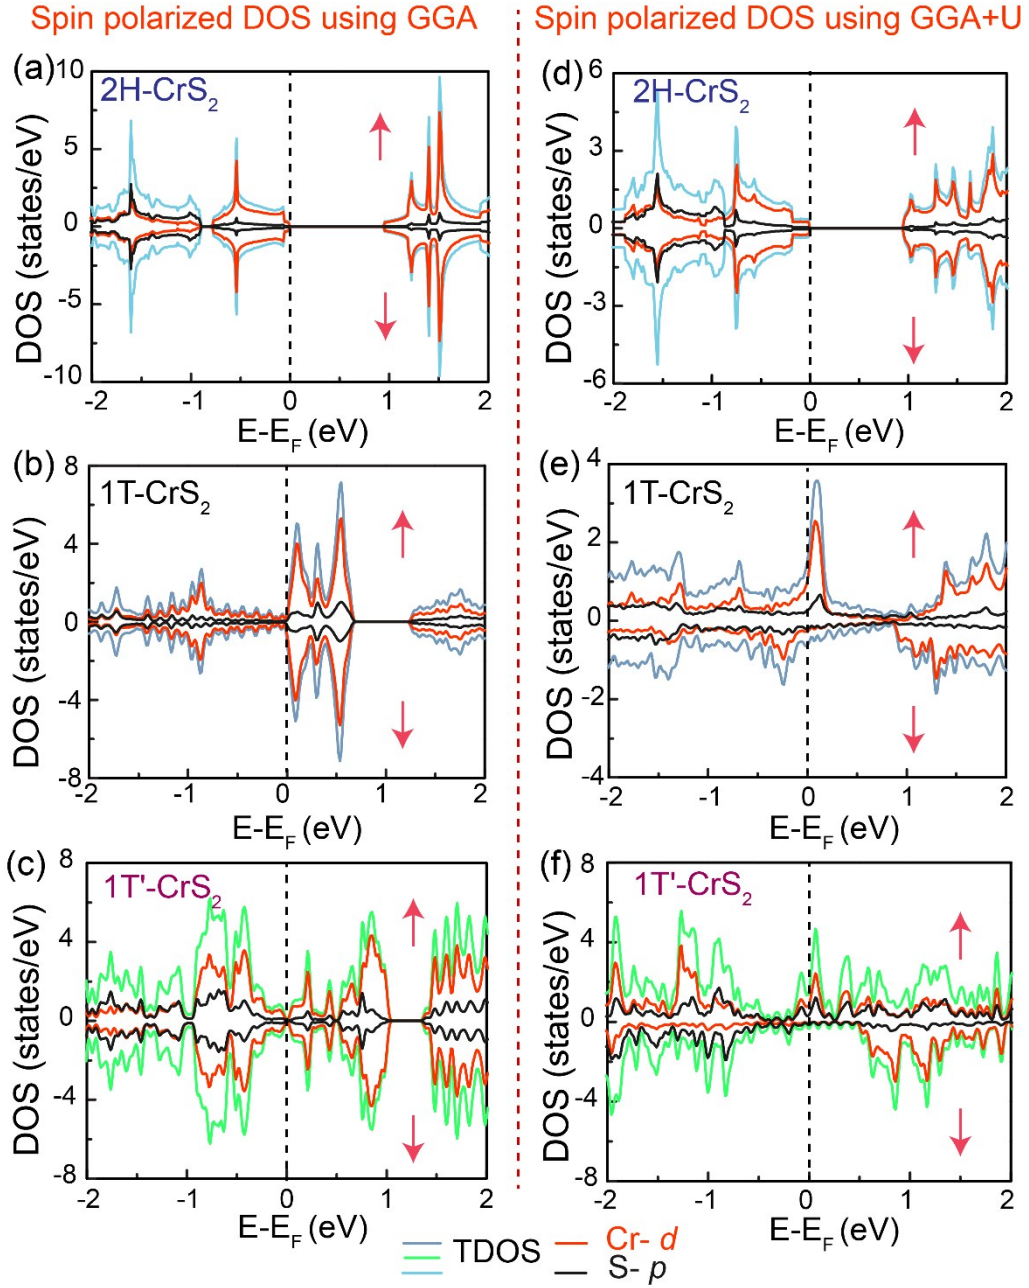 Spin polarized DOS using GGA
Spin polarized DOS using GGA+U
(a)
2H-CrS2
DOS (states/eV)
10
5
0
-5
-10
-2
-1
0
1
2
E-EF (eV)
(d)
2H-CrS2
DOS (states/eV)
6
3
0
-3
-6
-2
-1
0
1
2
E-EF (eV)
(b)
1T-CrS2
DOS (states/eV)
8
4
0
-4
-8
-2
-1
0
1
2
E-EF (eV)
(e)
1T-CrS2
DOS (states/eV)
4
2
0
-2
-4
-2
-1
0
1
2
E-EF (eV)
(c)
1T'-CrS2
DOS (states/eV)
8
4
0
-4
-8
-2
-1
0
1
2
E-EF (eV)
(f)
1T'-CrS2
DOS (states/eV)
8
4
0
-4
-8
-2
-1
0
1
2
E-EF (eV)
TDOS
Cr- d
S- p